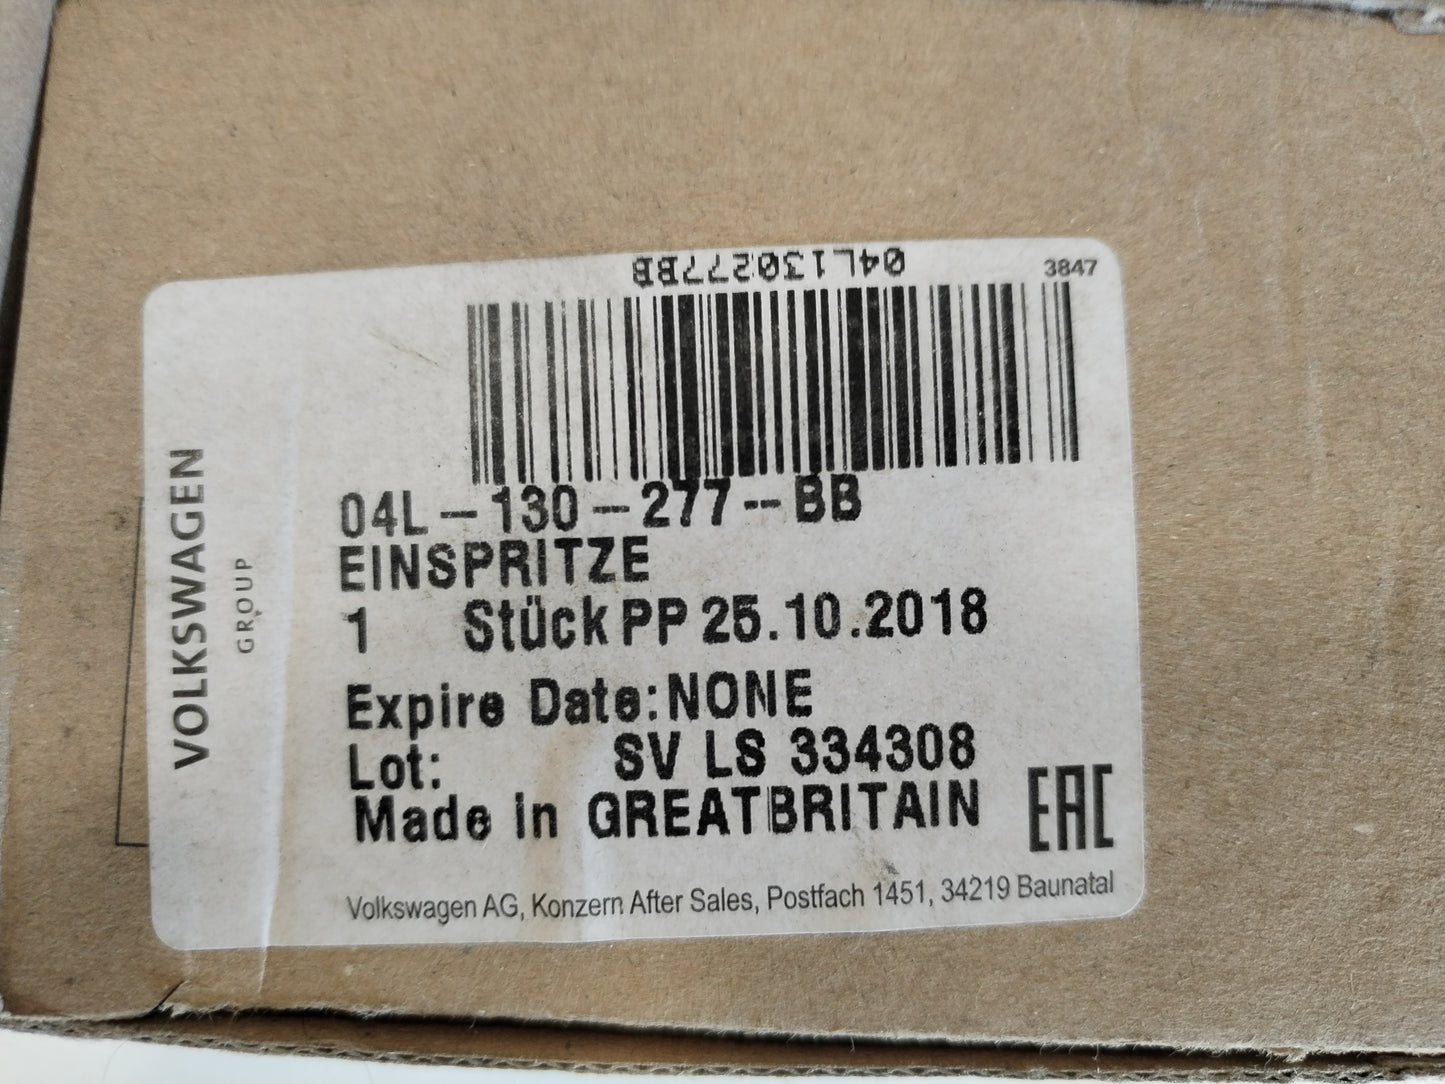 04L130277BB
3847
VOLKSWAGEN
GROUP
04L-130-277--BB
EINSPRITZE
1 Stück PP 25.10.2018
Expire Date:NONE
Lot: SV LS 334308
Made in GREATBRITAIN
EAC
Volkswagen AG, Konzern After Sales, Postfach 1451, 34219 Baunatal